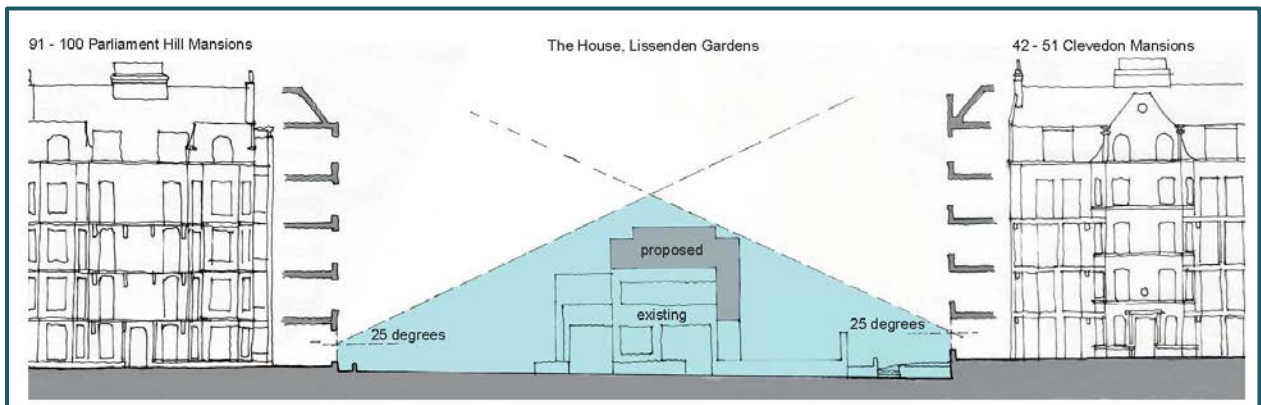 91 - 100 Parliament Hill Mansions
The House, Lissenden Gardens
42 - 51 Clevedon Mansions
proposed
existing
25 degrees
25 degrees